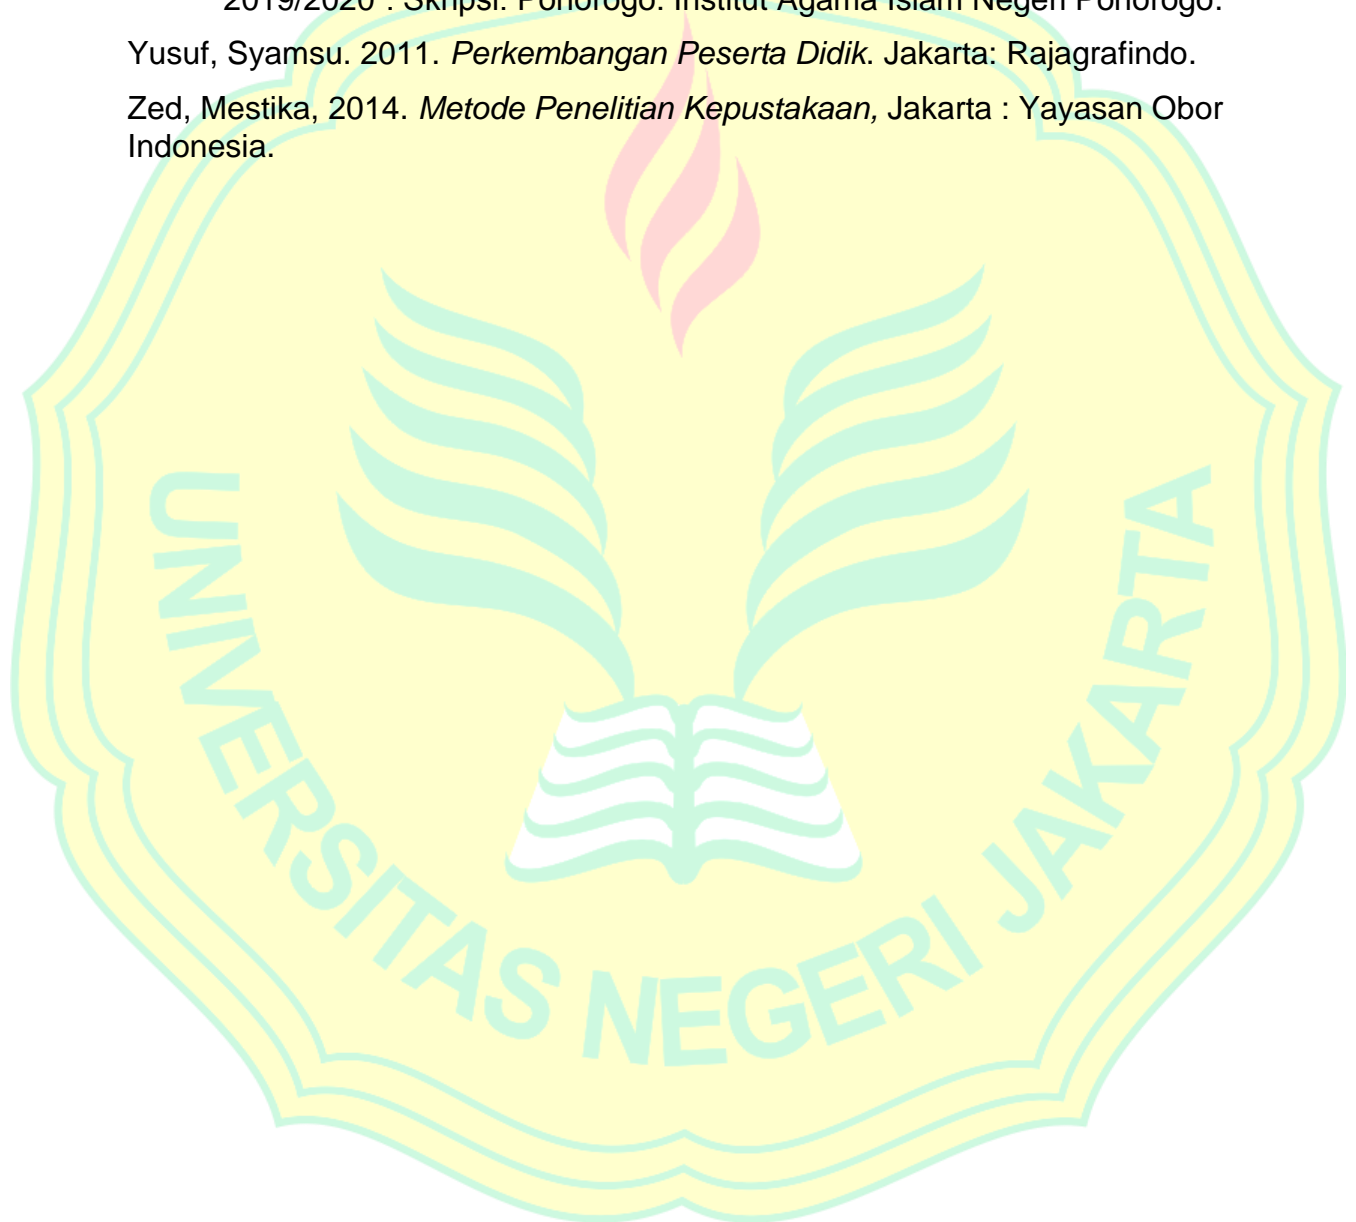 2019/2020". Skripsi. Ponorogo: Institut Agama Islam Negeri Ponorogo.
Yusuf, Syamsu. 2011. Perkembangan Peserta Didik. Jakarta: Rajagrafindo.
Zed, Mestika, 2014. Metode Penelitian Kepustakaan, Jakarta : Yayasan Obor
Indonesia.
UNIVERSITAS NEGERI JAKARTA